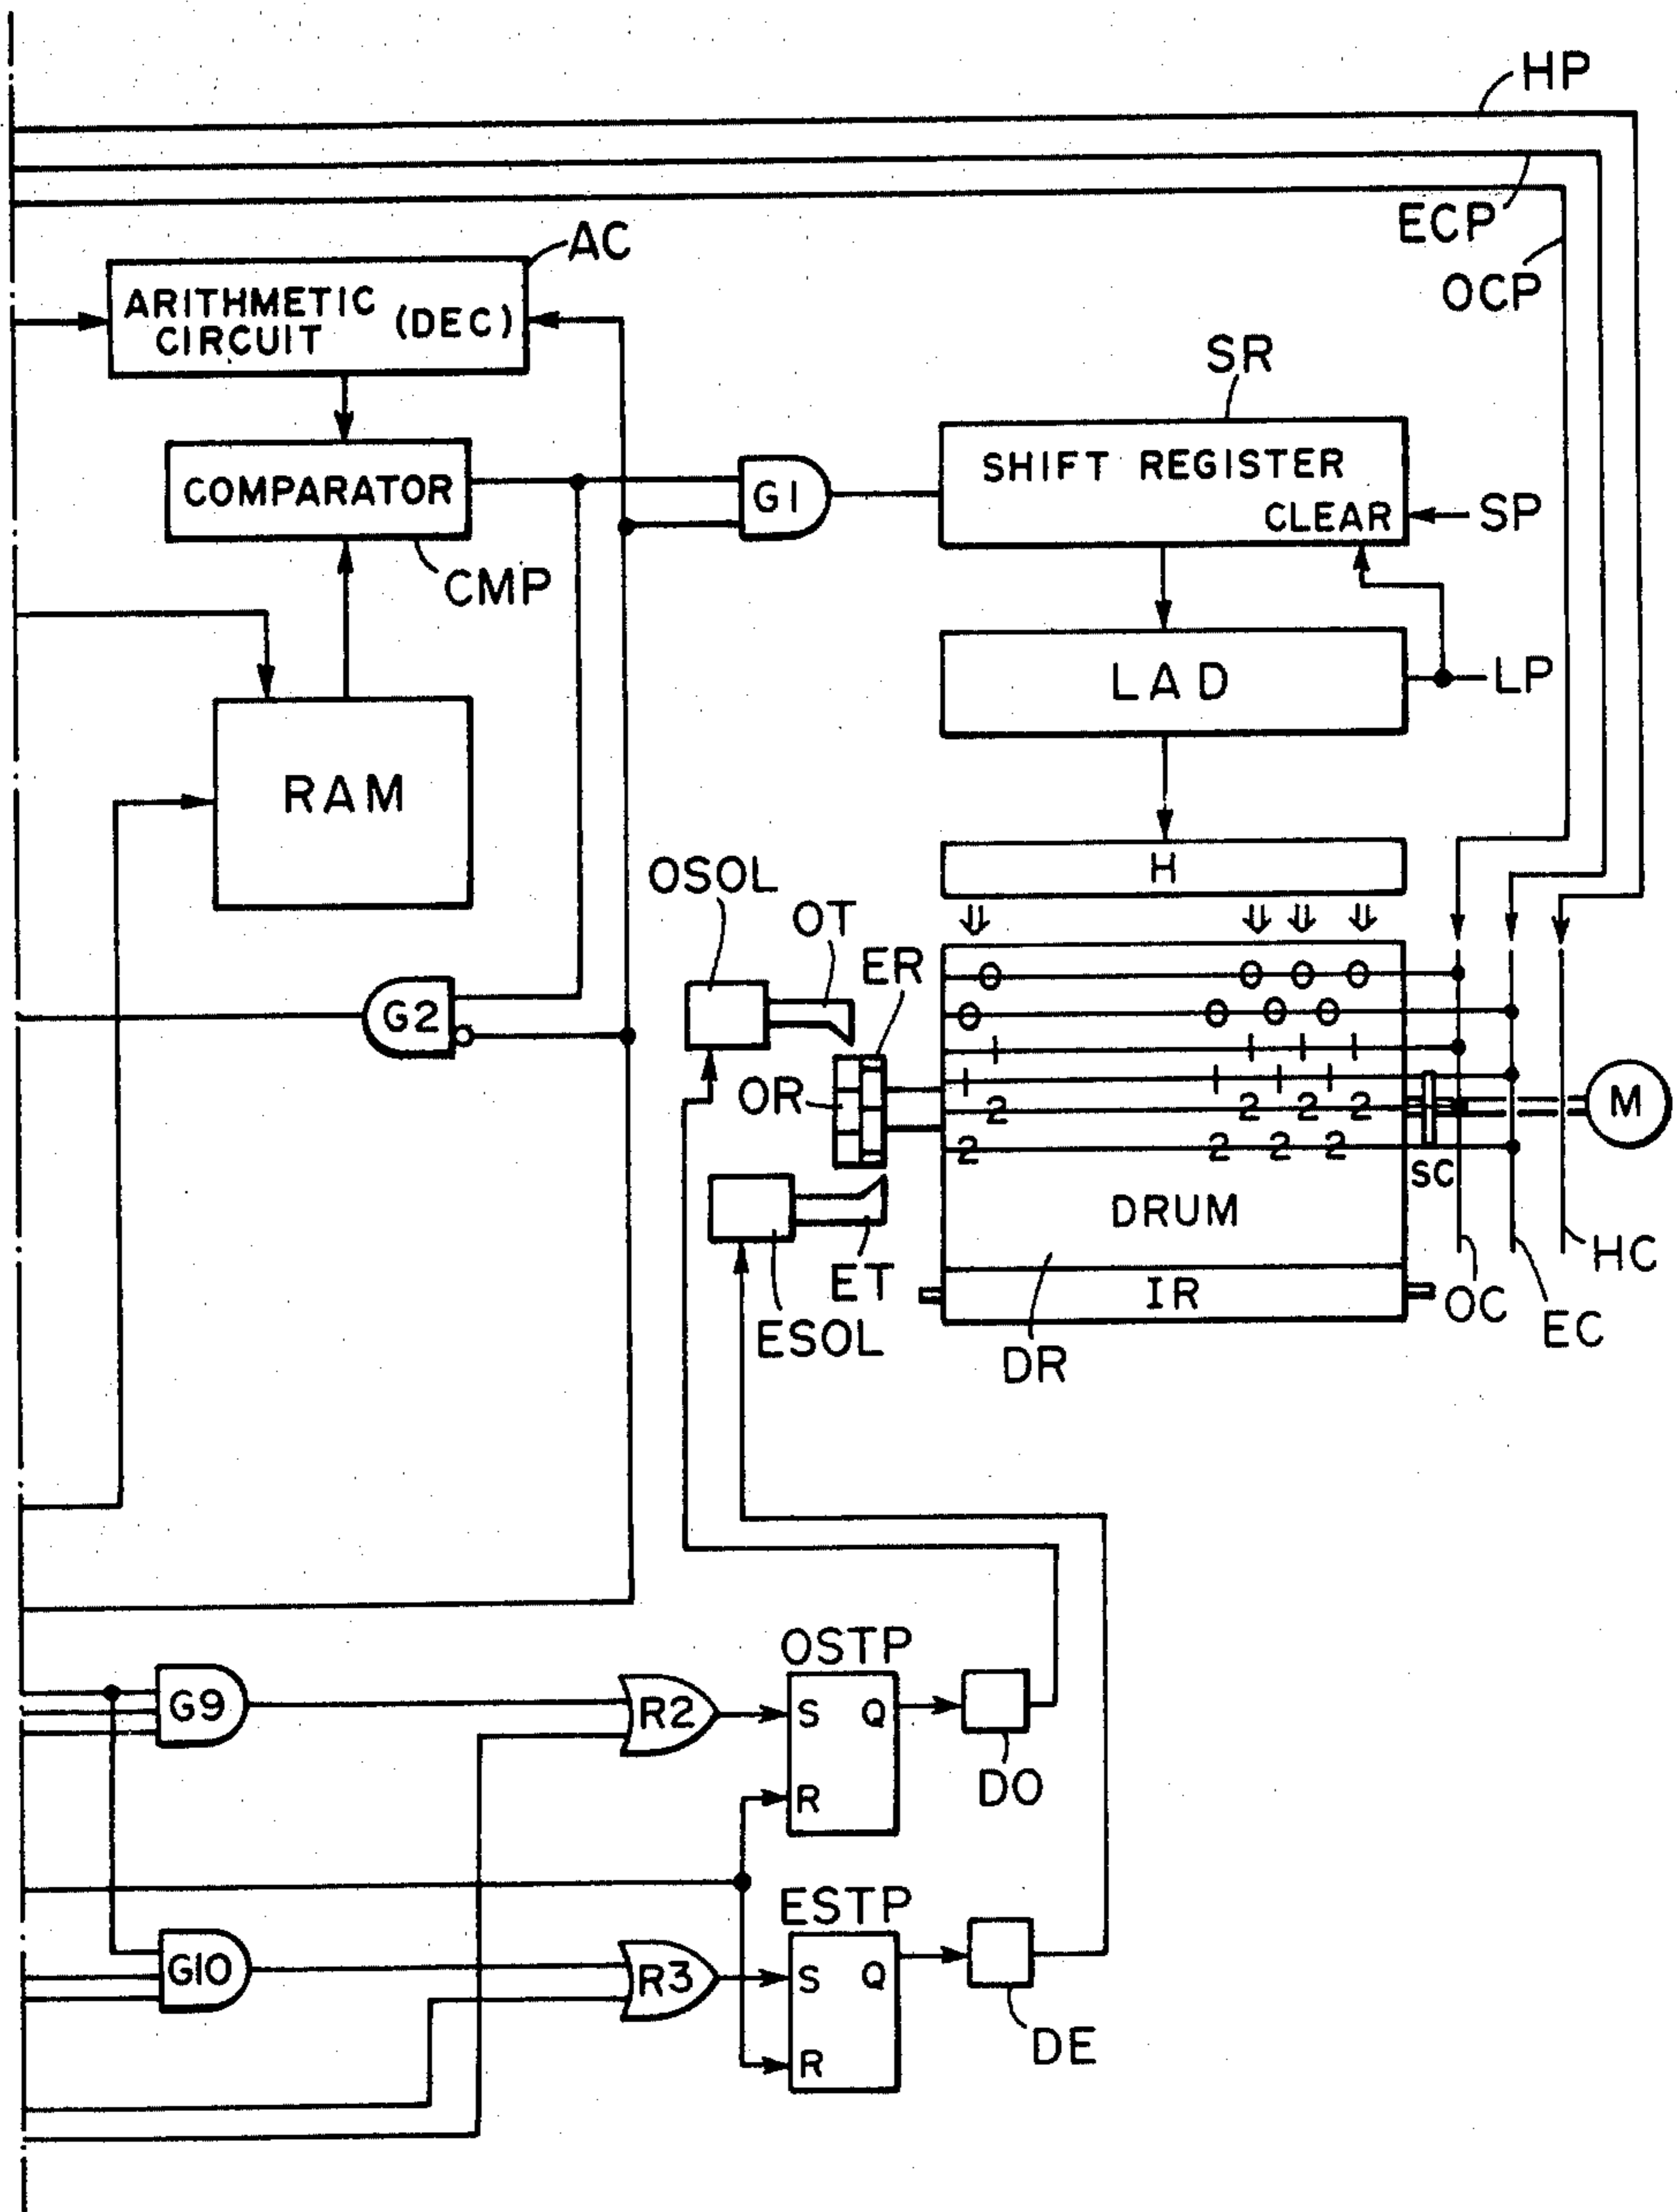 HP
ECP
OCP
AC
ARITHMETIC
CIRCUIT
(DEC)
SR
SHIFT REGISTER
CLEAR
SP
COMPARATOR
CMP
G1
LAD
LP
RAM
H
OSOL
OT
ER
O O O O
O O O O
G2
OR
2 2 2 2
2 2 2 2
M
SC
DRUM
HC
ET
IR
OC
EC
ESOL
DR
OSTP
G9
R2
S Q
R
DO
ESTP
G10
R3
S Q
R
DE